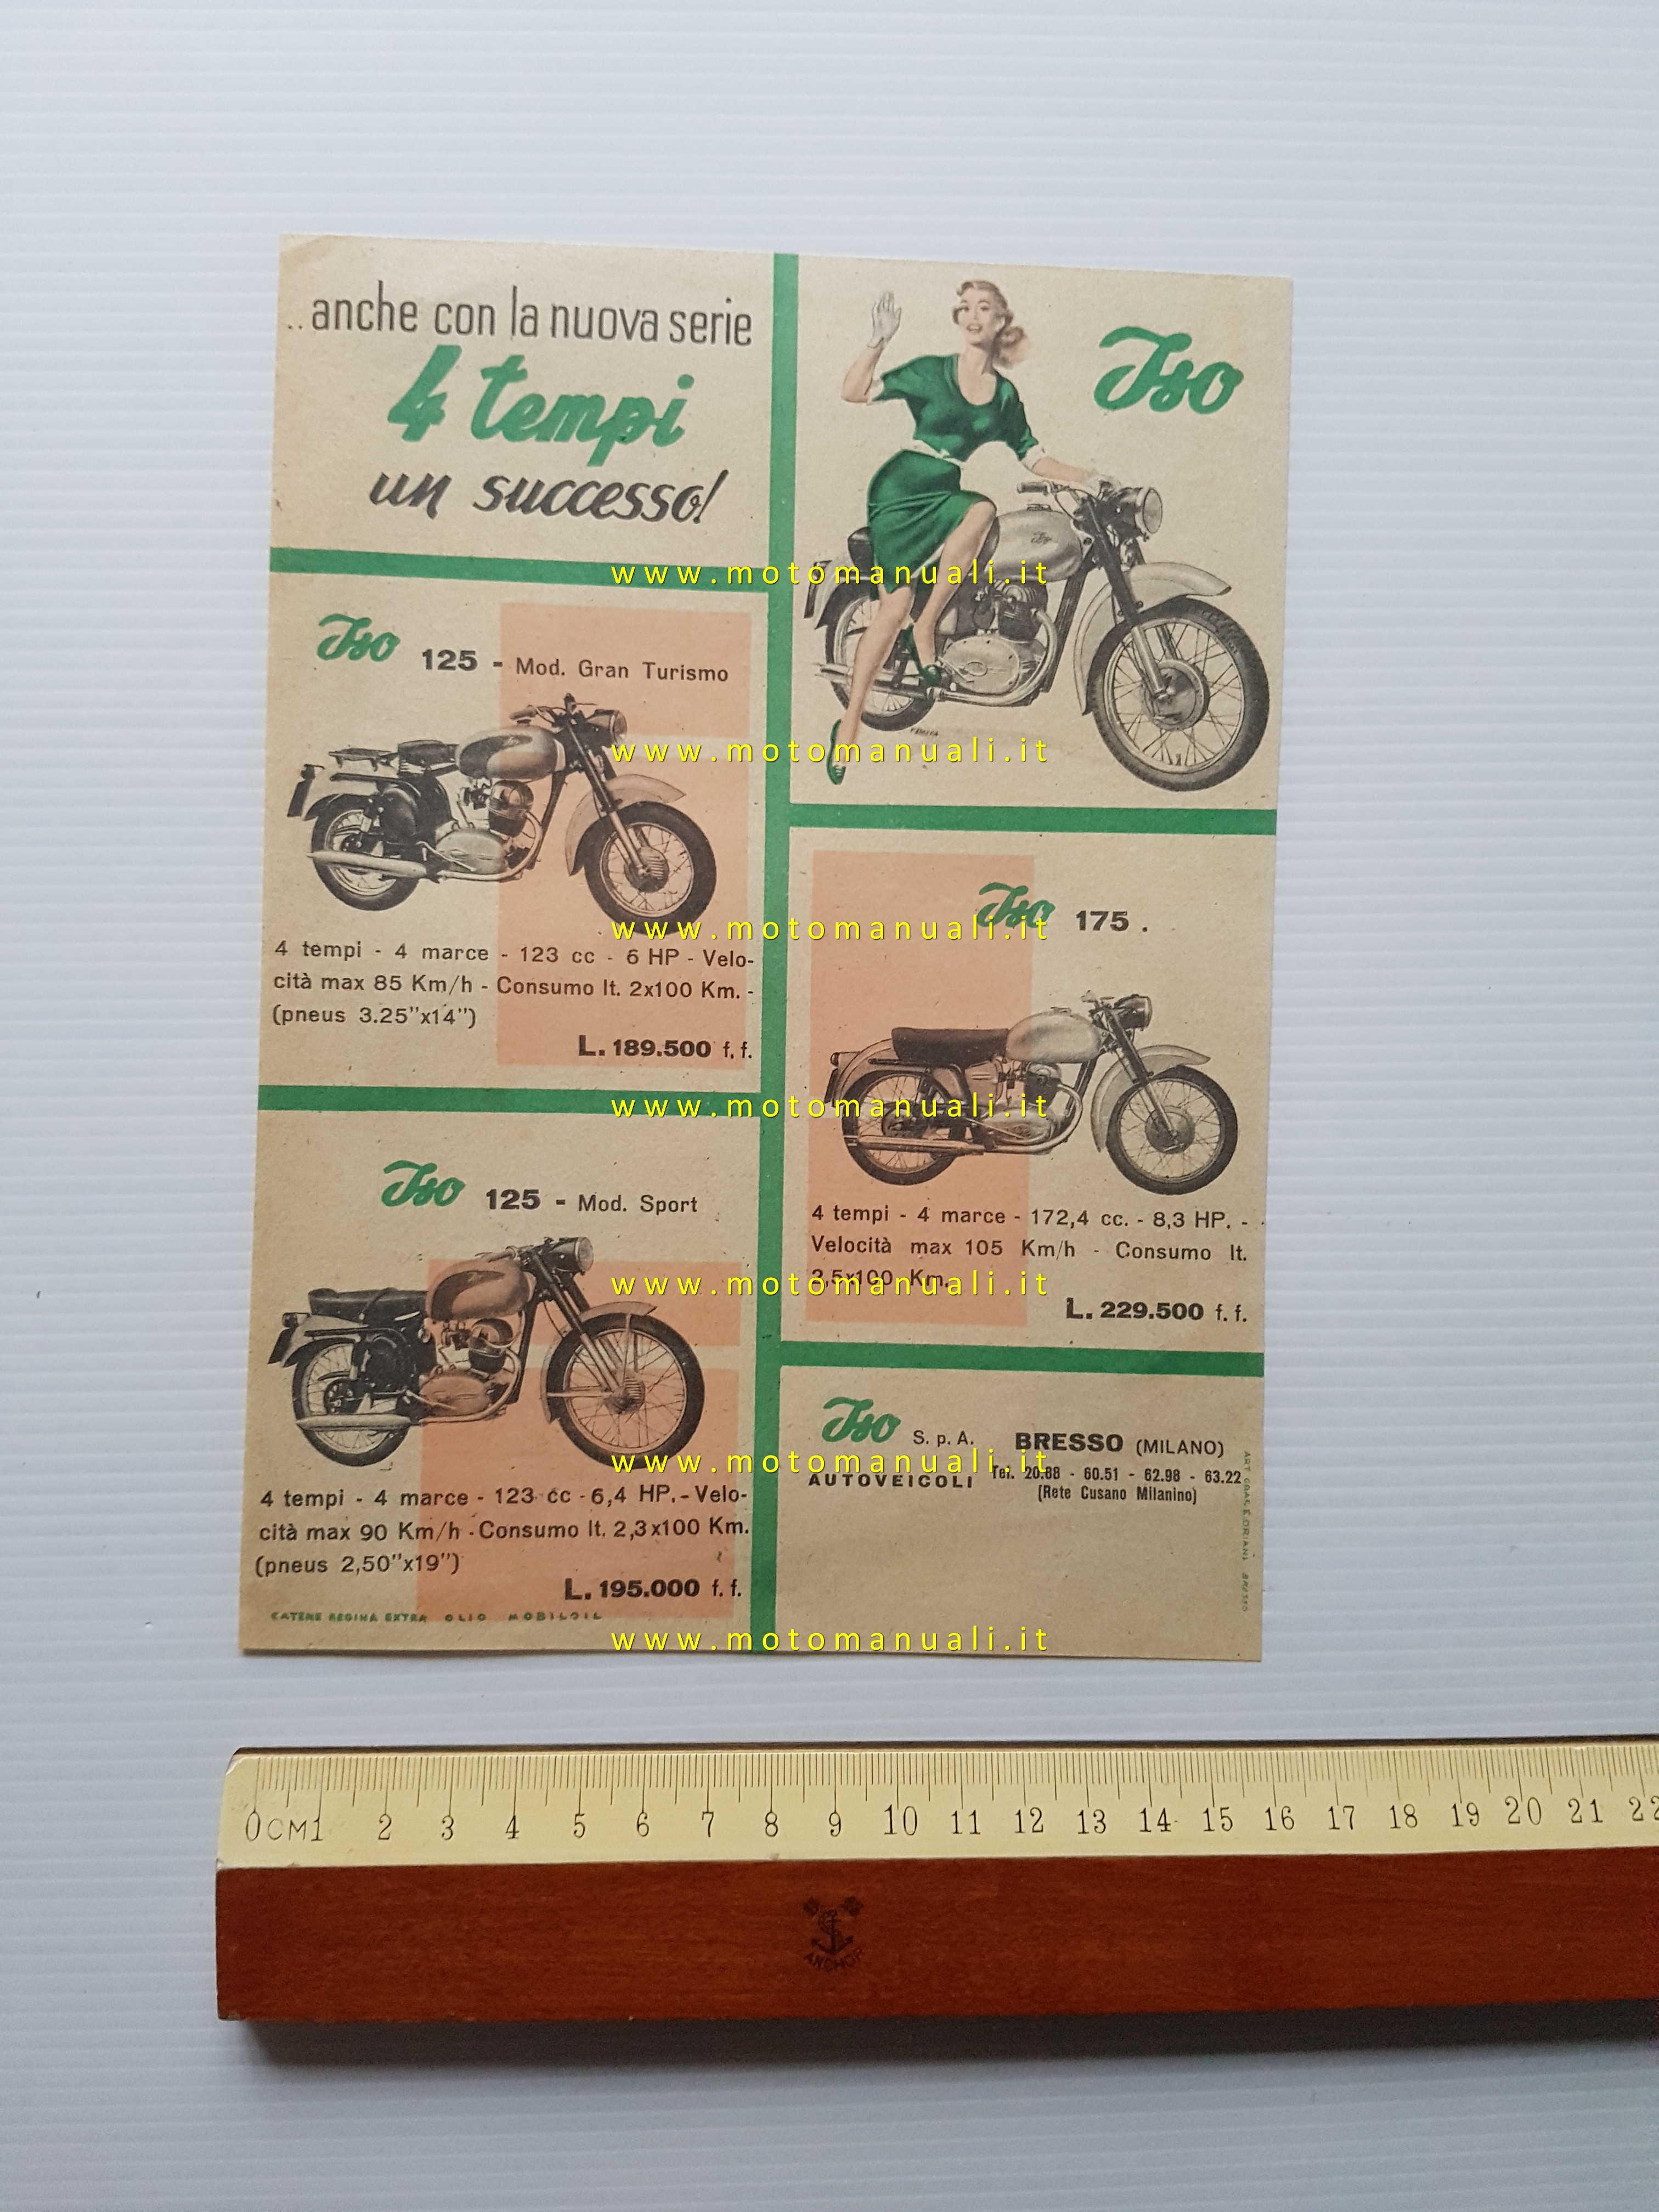 ..anche con la nuova serie
4 tempi
un successo!
Iso
Iso 125 - Mod. Gran Turismo
4 tempi - 4 marce - 123 cc - 6 HP - Velo-
cità max 85 Km/h - Consumo lt. 2x100 Km. -
(pneus 3.25"x14")
L. 189.500 f. f.
Iso 125 - Mod. Sport
4 tempi - 4 marce - 123 cc - 6,4 HP. - Velo-
cità max 90 Km/h - Consumo lt. 2,3x100 Km.
(pneus 2,50"x19")
L. 195.000 f. f.
CATENE REGINA EXTRA OLIO MOBILOIL
Iso 175 .
4 tempi - 4 marce - 172,4 cc. - 8,3 HP. -
Velocità max 105 Km/h - Consumo lt.
2,5x100 Km.
L. 229.500 f. f.
Iso S. p. A. BRESSO (MILANO)
AUTOVEICOLI Tel. 20.88 - 60.51 - 62.98 - 63.22
(Rete Cusano Milanino)
ART. GRAF. E. ORIANI BRESSO
www.motomanuali.it
www.motomanuali.it
www.motomanuali.it
www.motomanuali.it
www.motomanuali.it
www.motomanuali.it
www.motomanuali.it
0 CM 1 2 3 4 5 6 7 8 9 10 11 12 13 14 15 16 17 18 19 20 21 22
ANCHOR